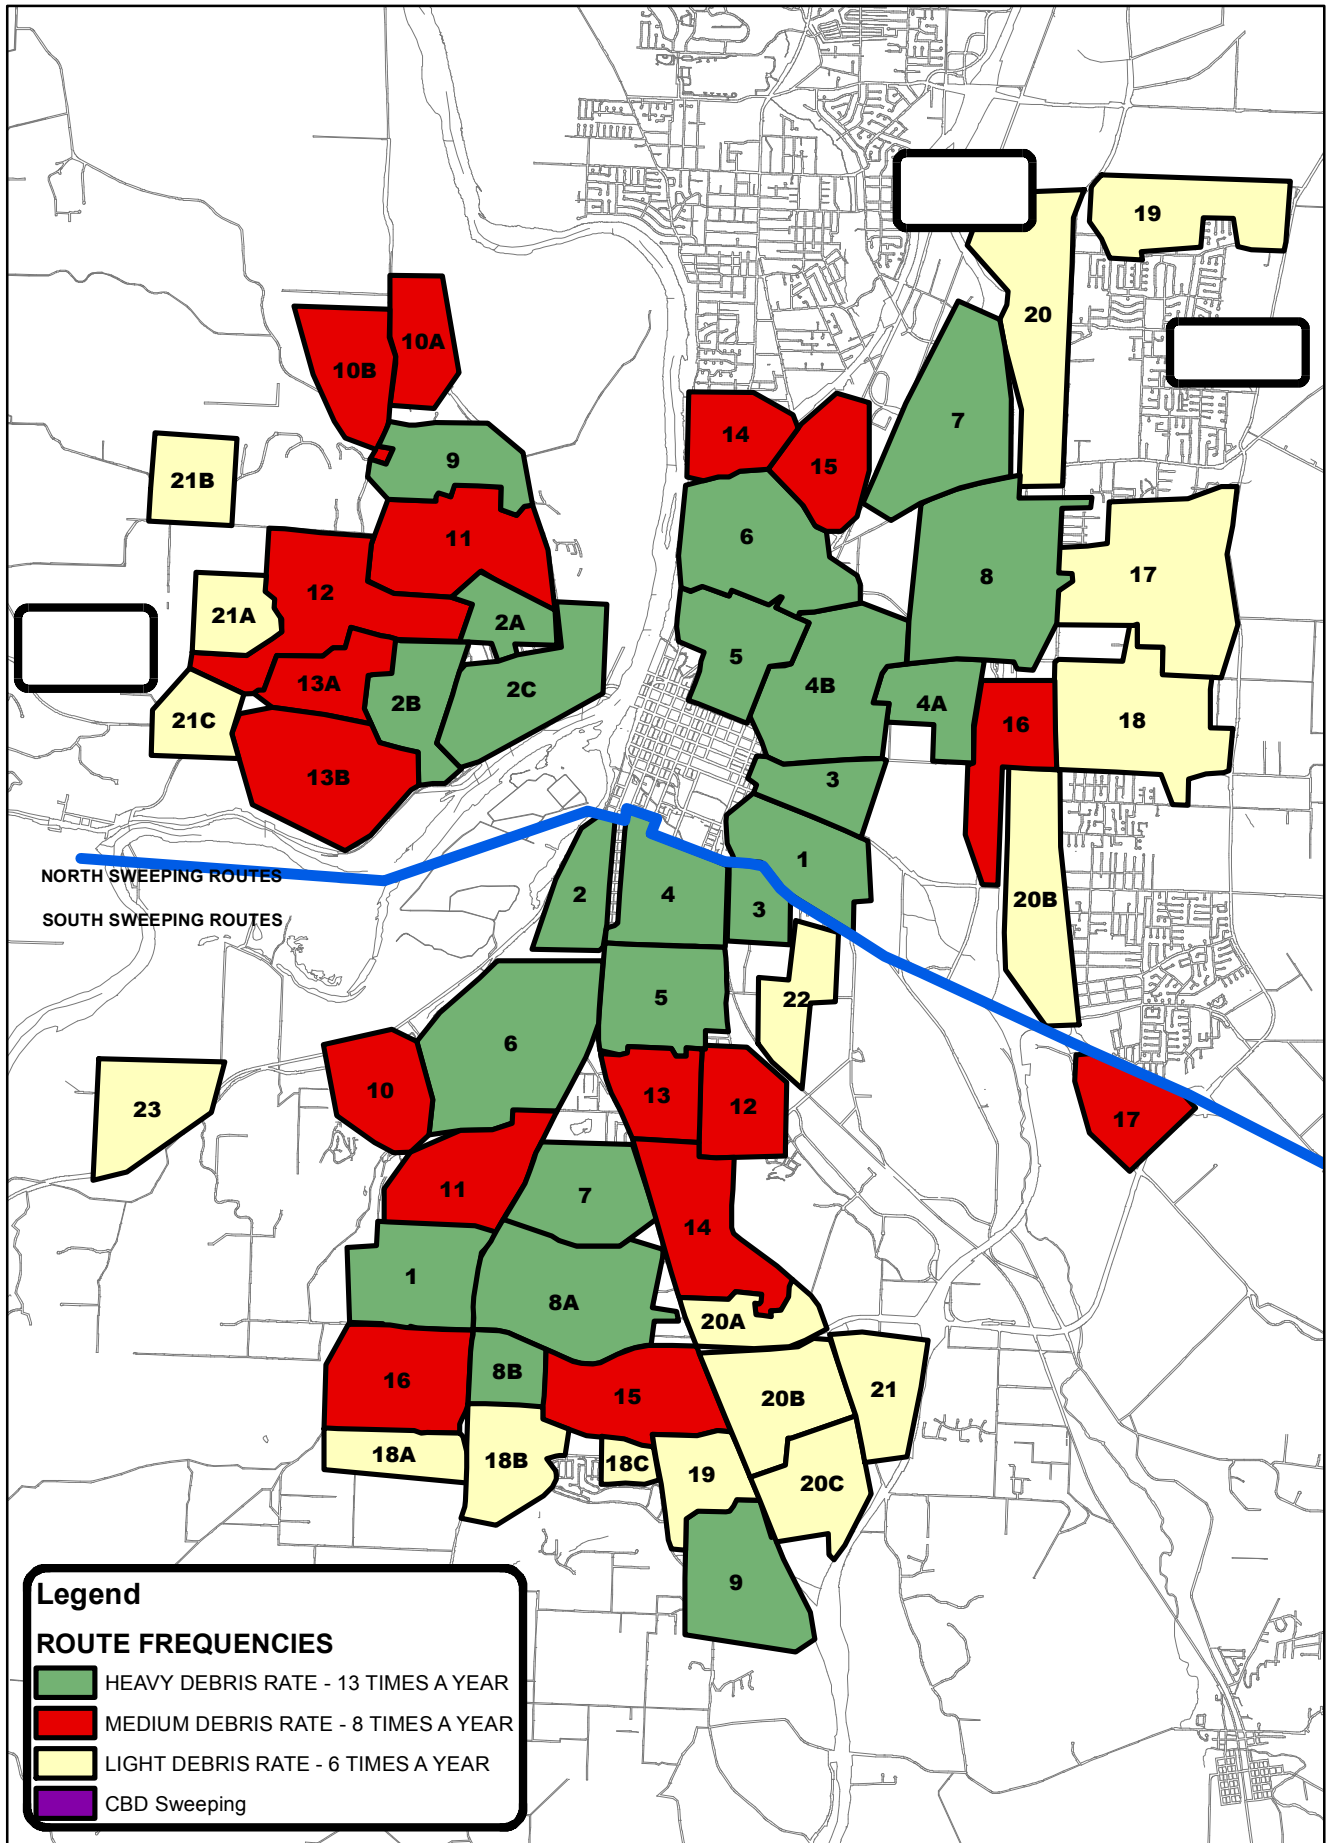 19
20
10A
10B
7
14
9
15
21B
6
11
8
17
12
21A
2A
5
13A
2C
4B
2B
4A
21C
16
18
13B
3
1
NORTH SWEEPING ROUTES
2
4
3
20B
SOUTH SWEEPING ROUTES
5
22
6
10
13
12
23
17
11
7
14
1
8A
20A
8B
16
15
20B
21
18A
18B
18C
19
20C
9
Legend
ROUTE FREQUENCIES
HEAVY DEBRIS RATE - 13 TIMES A YEAR
MEDIUM DEBRIS RATE - 8 TIMES A YEAR
LIGHT DEBRIS RATE - 6 TIMES A YEAR
CBD Sweeping